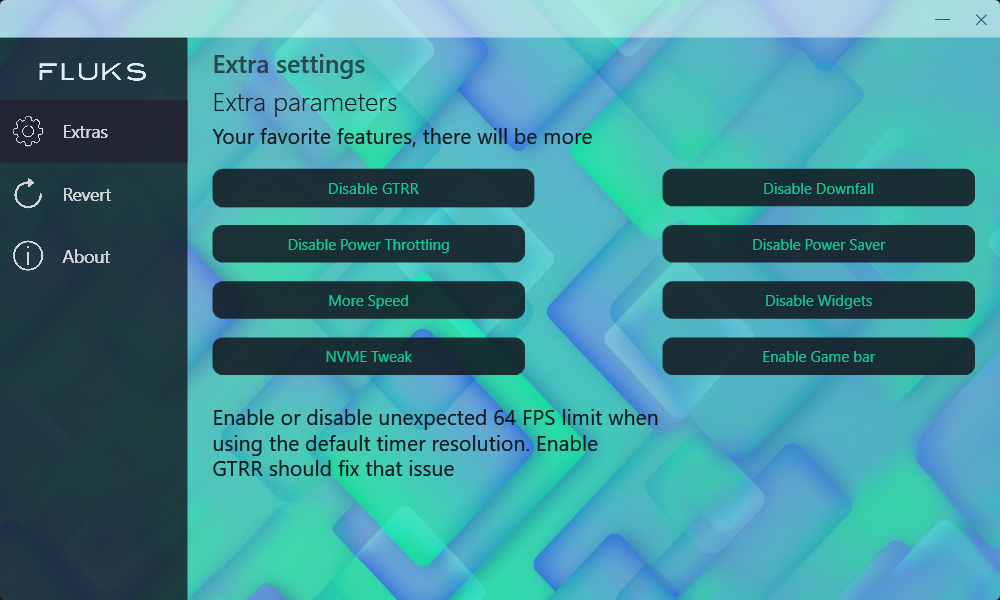 FLUKS
Extras
Revert
About
Extra settings
Extra parameters
Your favorite features, there will be more
Disable GTRR
Disable Downfall
Disable Power Throttling
Disable Power Saver
More Speed
Disable Widgets
NVME Tweak
Enable Game bar
Enable or disable unexpected 64 FPS limit when
using the default timer resolution. Enable
GTRR should fix that issue